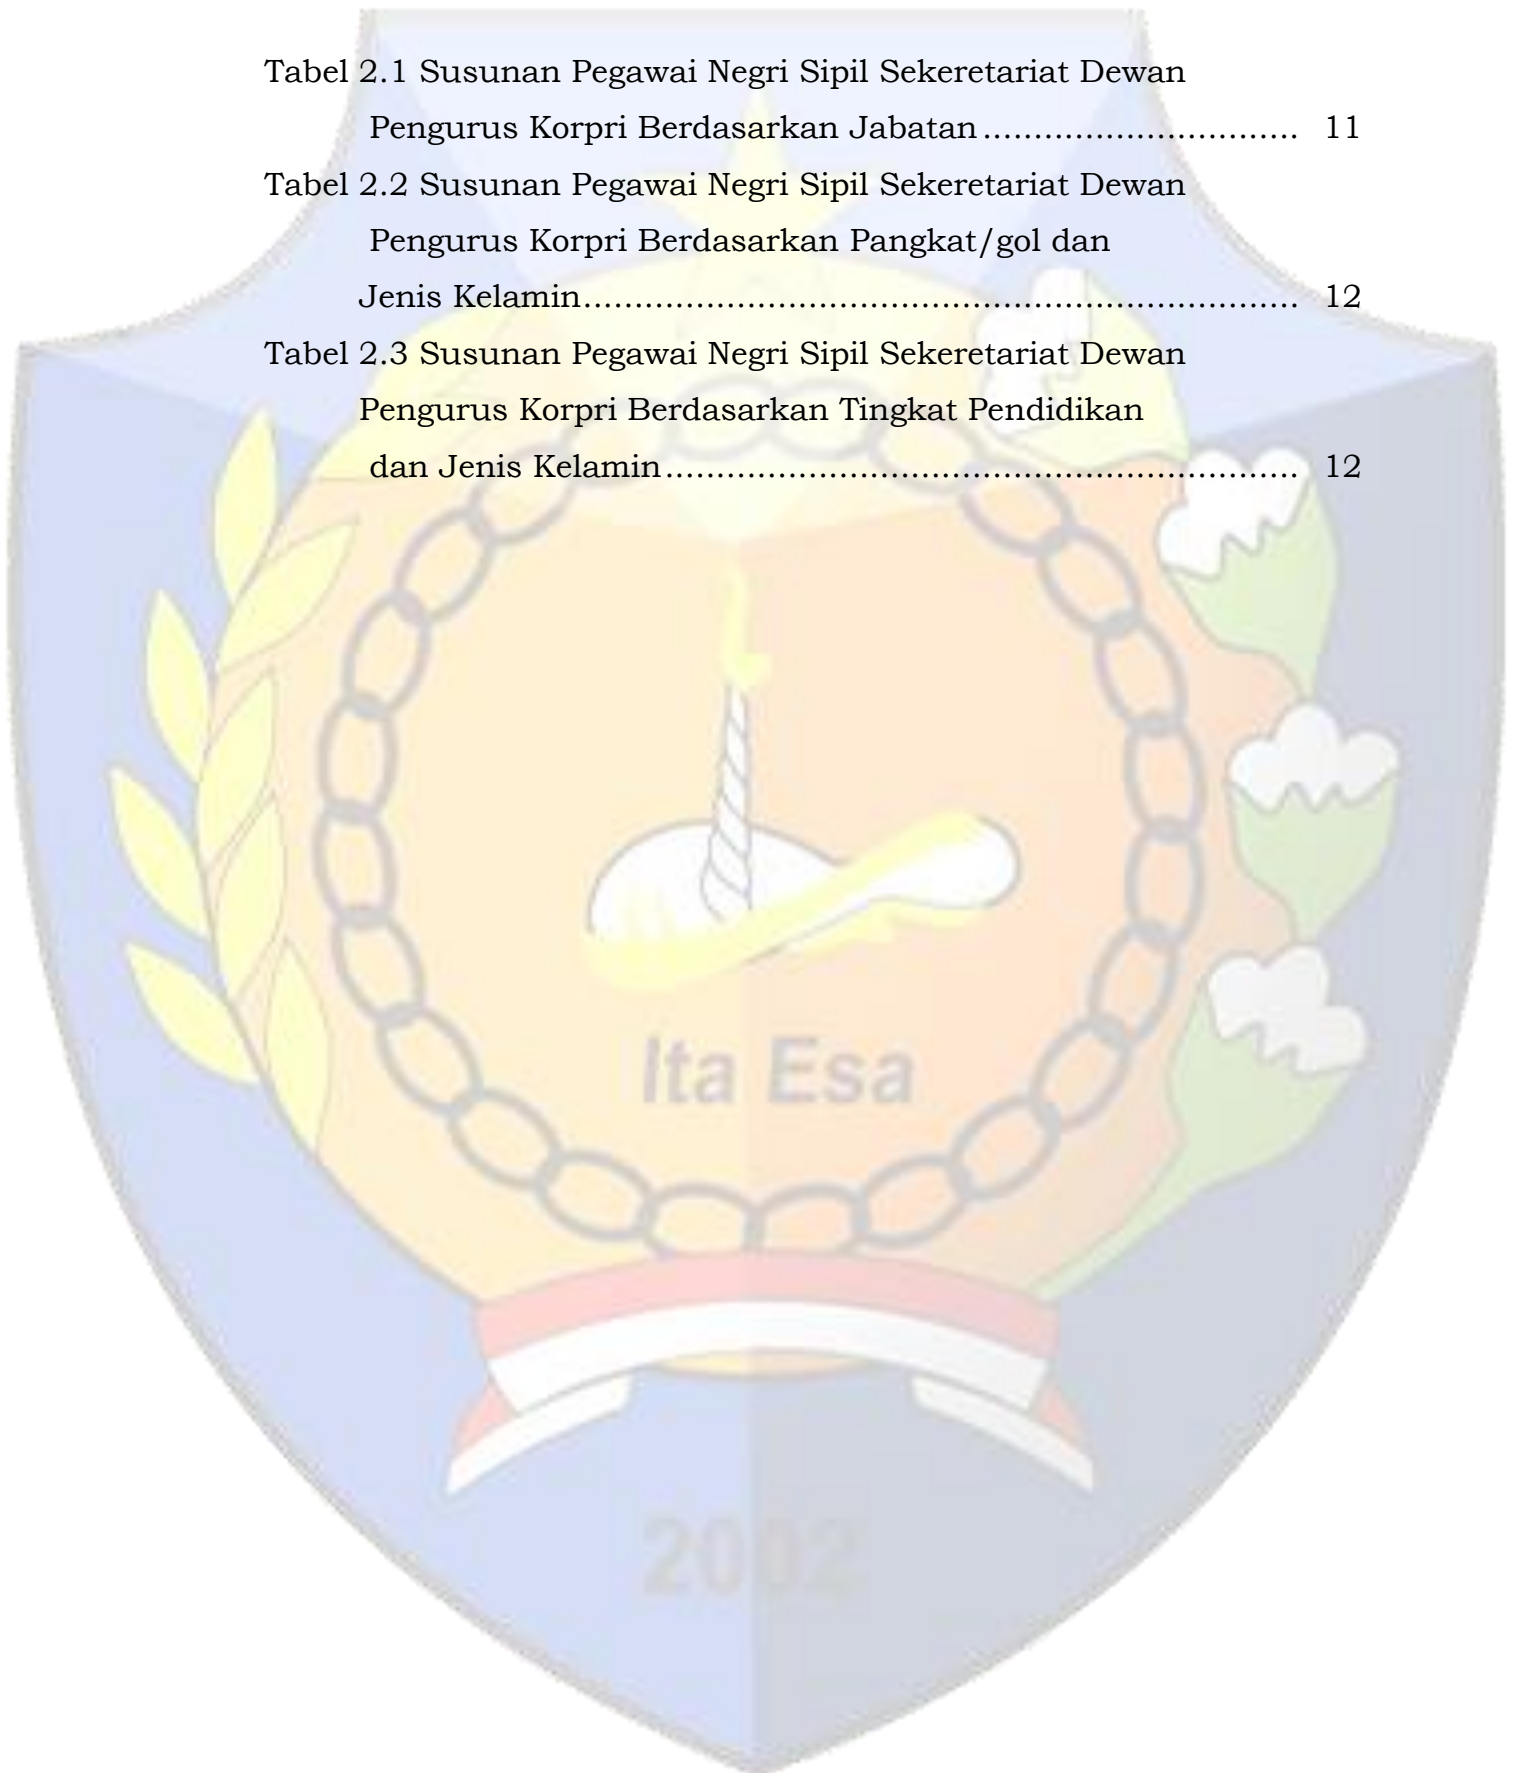 Tabel 2.1 Susunan Pegawai Negri Sipil Sekeretariat Dewan
Pengurus Korpri Berdasarkan Jabatan .............................. 11
Tabel 2.2 Susunan Pegawai Negri Sipil Sekeretariat Dewan
Pengurus Korpri Berdasarkan Pangkat/gol dan
Jenis Kelamin..................................................................... 12
Tabel 2.3 Susunan Pegawai Negri Sipil Sekeretariat Dewan
Pengurus Korpri Berdasarkan Tingkat Pendidikan
dan Jenis Kelamin............................................................. 12
Ita Esa
2002